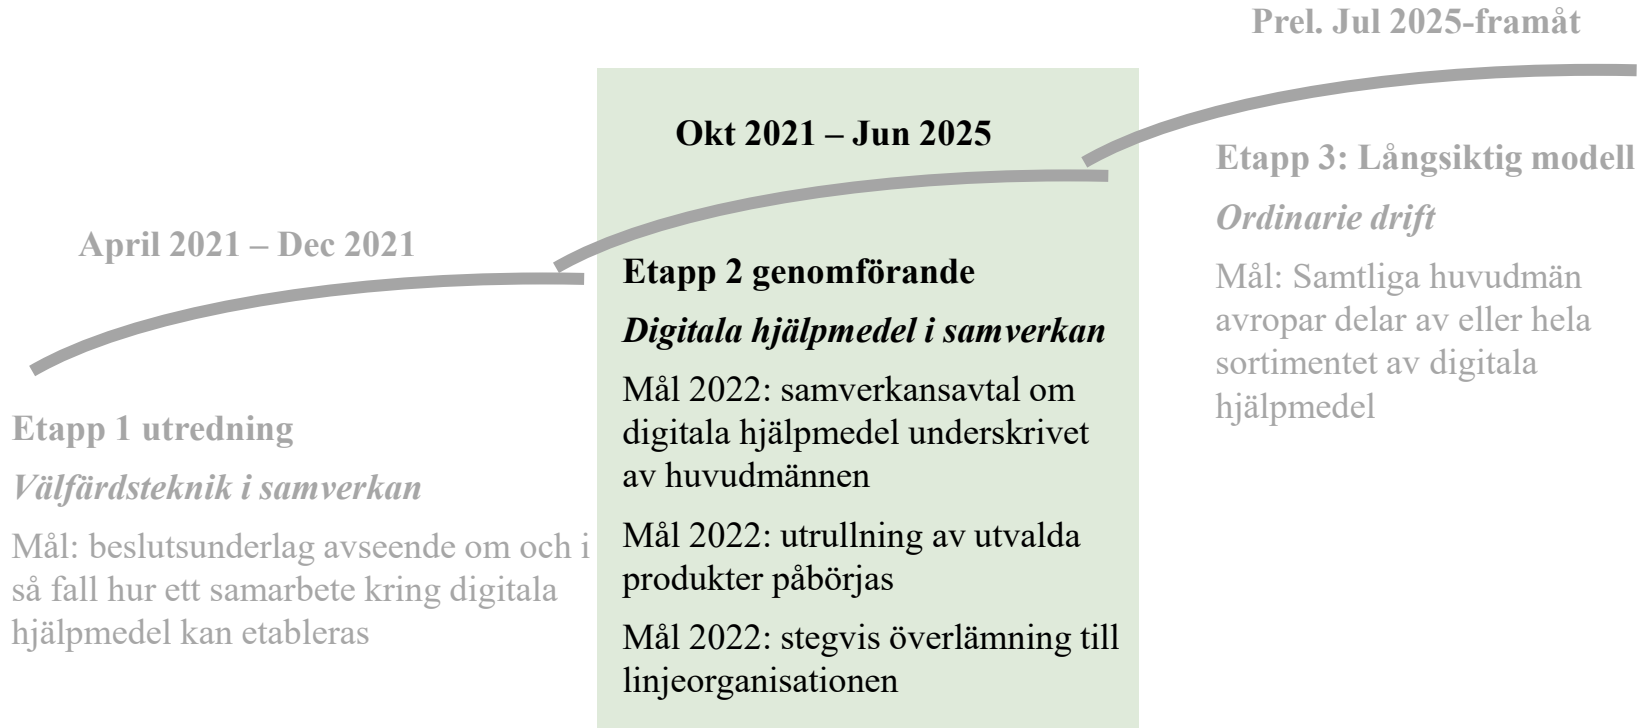 April 2021 – Dec 2021
Etapp 1 utredning
Välfärdsteknik i samverkan
Mål: beslutsunderlag avseende om och i
så fall hur ett samarbete kring digitala
hjälpmedel kan etableras
Okt 2021 – Jun 2025
Etapp 2 genomförande
Digitala hjälpmedel i samverkan
Mål 2022: samverkansavtal om
digitala hjälpmedel underskrivet
av huvudmännen
Mål 2022: utrullning av utvalda
produkter påbörjas
Mål 2022: stegvis överlämning till
linjeorganisationen
Prel. Jul 2025-framåt
Etapp 3: Långsiktig modell
Ordinarie drift
Mål: Samtliga huvudmän
avropar delar av eller hela
sortimentet av digitala
hjälpmedel